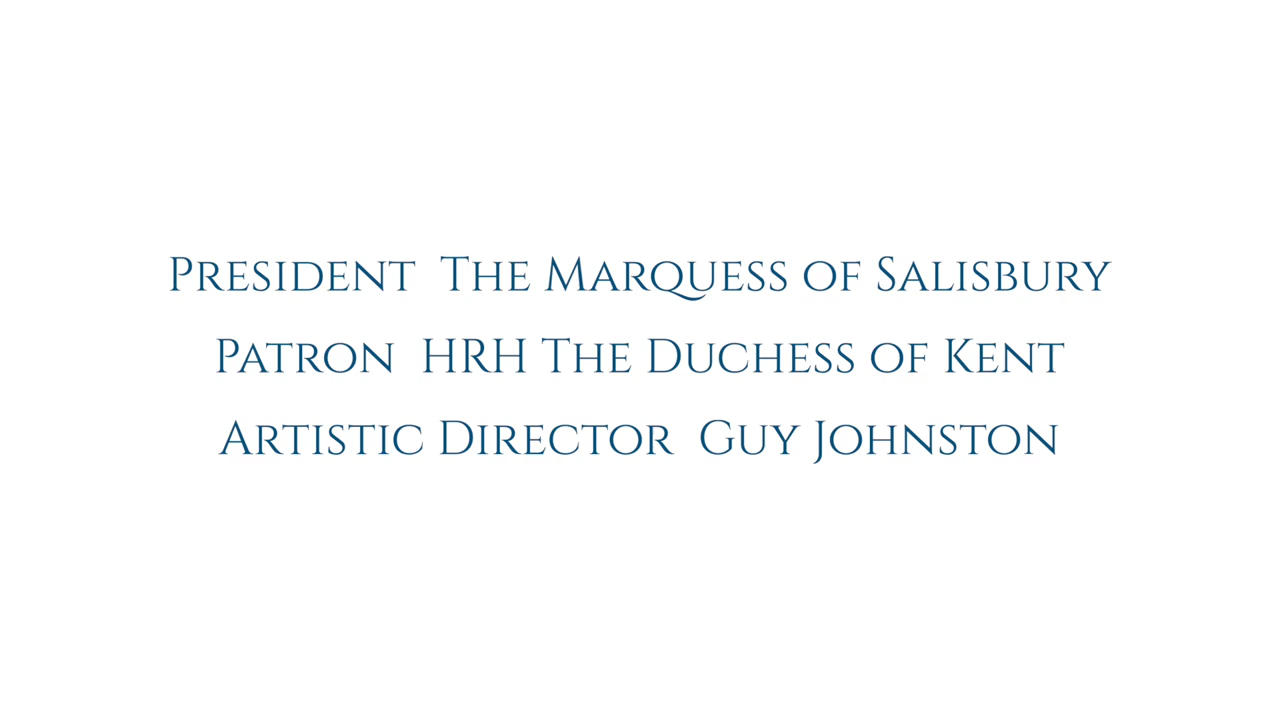 President The Marquess of Salisbury
Patron HRH The Duchess of Kent
Artistic Director Guy Johnston